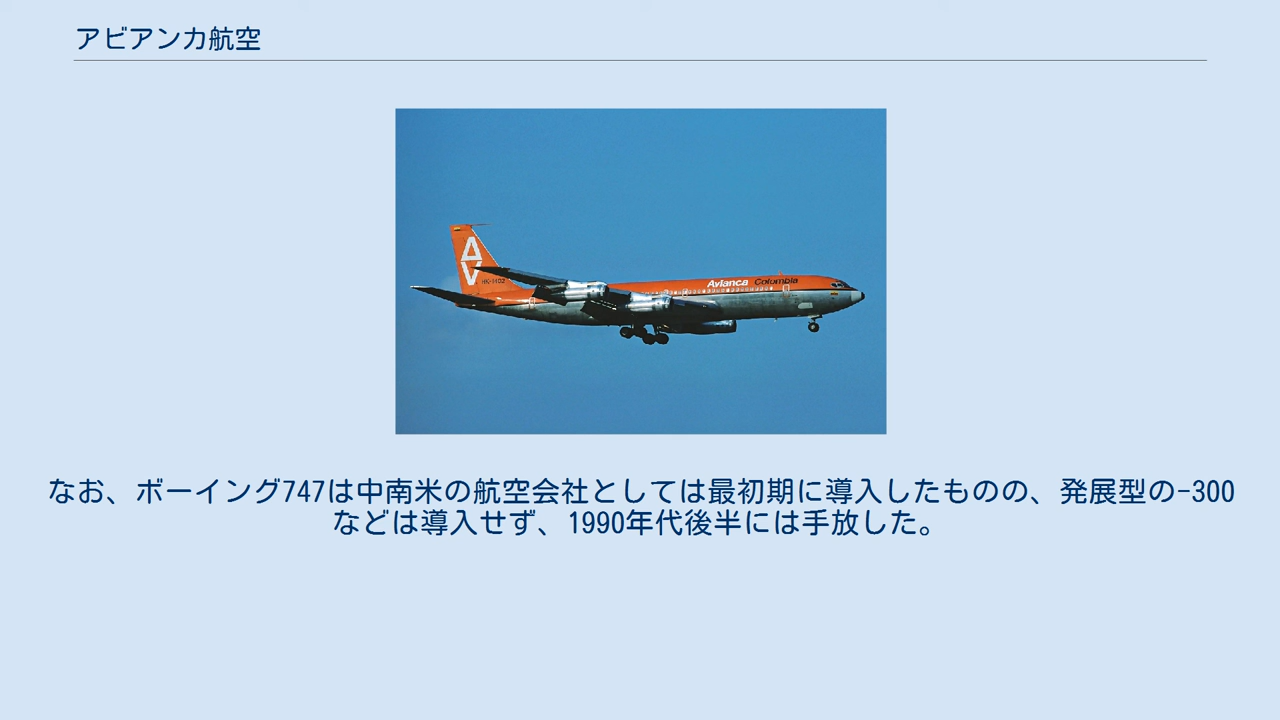 アビアンカ航空
AV
HK-1402
Avianca Columbia
なお、ボーイング747は中南米の航空会社としては最初期に導入したものの、発展型の-300
などは導入せず、1990年代後半には手放した。